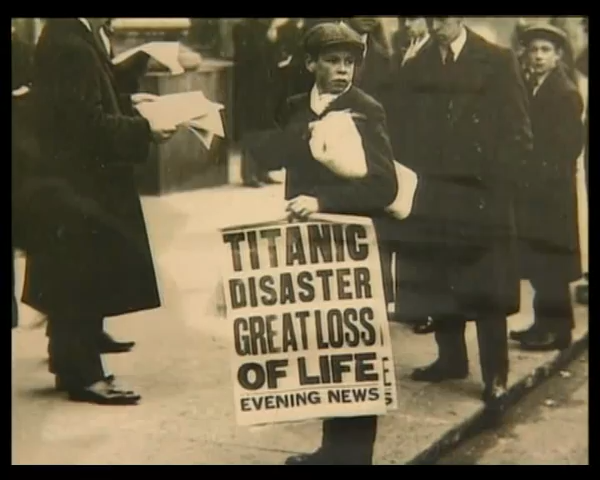 TITANIC
DISASTER
GREAT LOSS
OF LIFE
EVENING NEWS